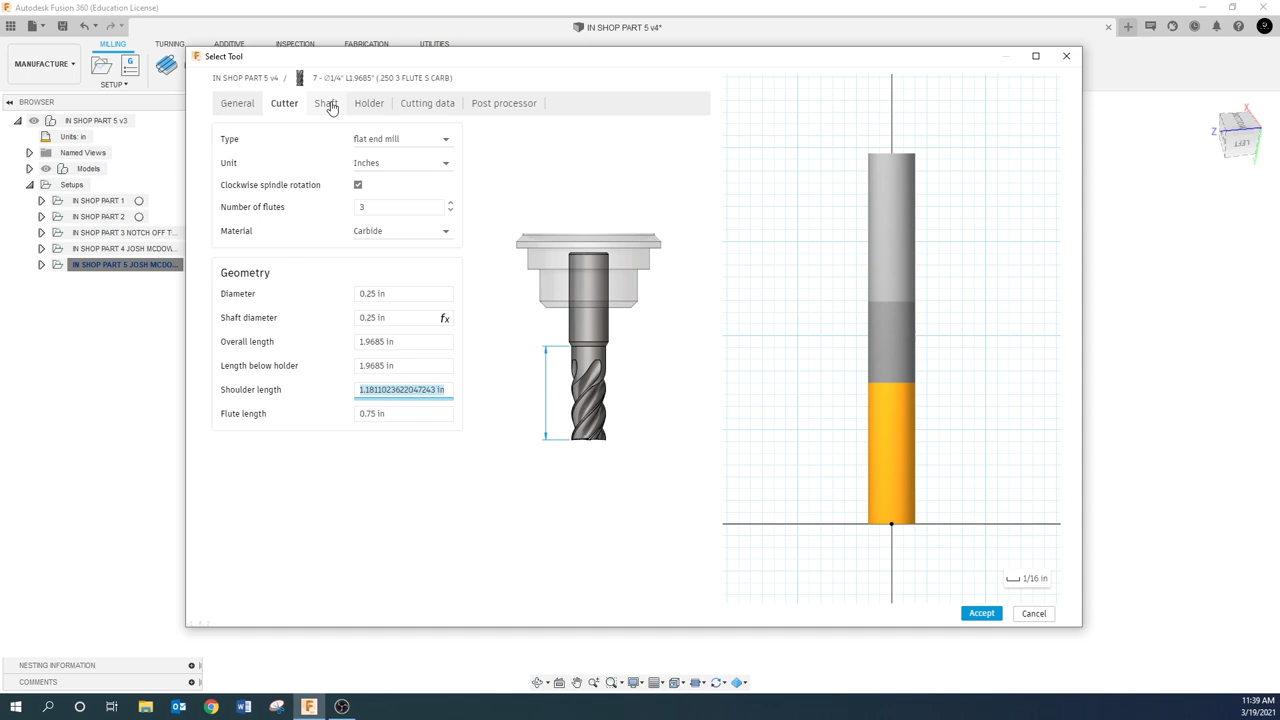 Autodesk Fusion 360 (Education License)
IN SHOP PART 5 v4*
MILLING TURNING ADDITIVE INSPECTION FABRICATION UTILITIES
MANUFACTURE
SETUP
BROWSER
IN SHOP PART 5 v3
Units: in
Named Views
Models
Setups
IN SHOP PART 1
IN SHOP PART 2
IN SHOP PART 3 NOTCH OFF T...
IN SHOP PART 4 JOSH MCDOW...
IN SHOP PART 5 JOSH MCDO...
Select Tool
IN SHOP PART 5 v4 / 7 - Ø1/4" L1.9685" (.250 3 FLUTE S CARB)
General Cutter Shaft Holder Cutting data Post processor
Type flat end mill
Unit Inches
Clockwise spindle rotation
Number of flutes 3
Material Carbide
Geometry
Diameter 0.25 in
Shaft diameter 0.25 in fx
Overall length 1.9685 in
Length below holder 1.9685 in
Shoulder length 1.1811023622047243 in
Flute length 0.75 in
1/16 in
Accept Cancel
X
Z
LEFT
NESTING INFORMATION
COMMENTS
11:39 AM
3/19/2021